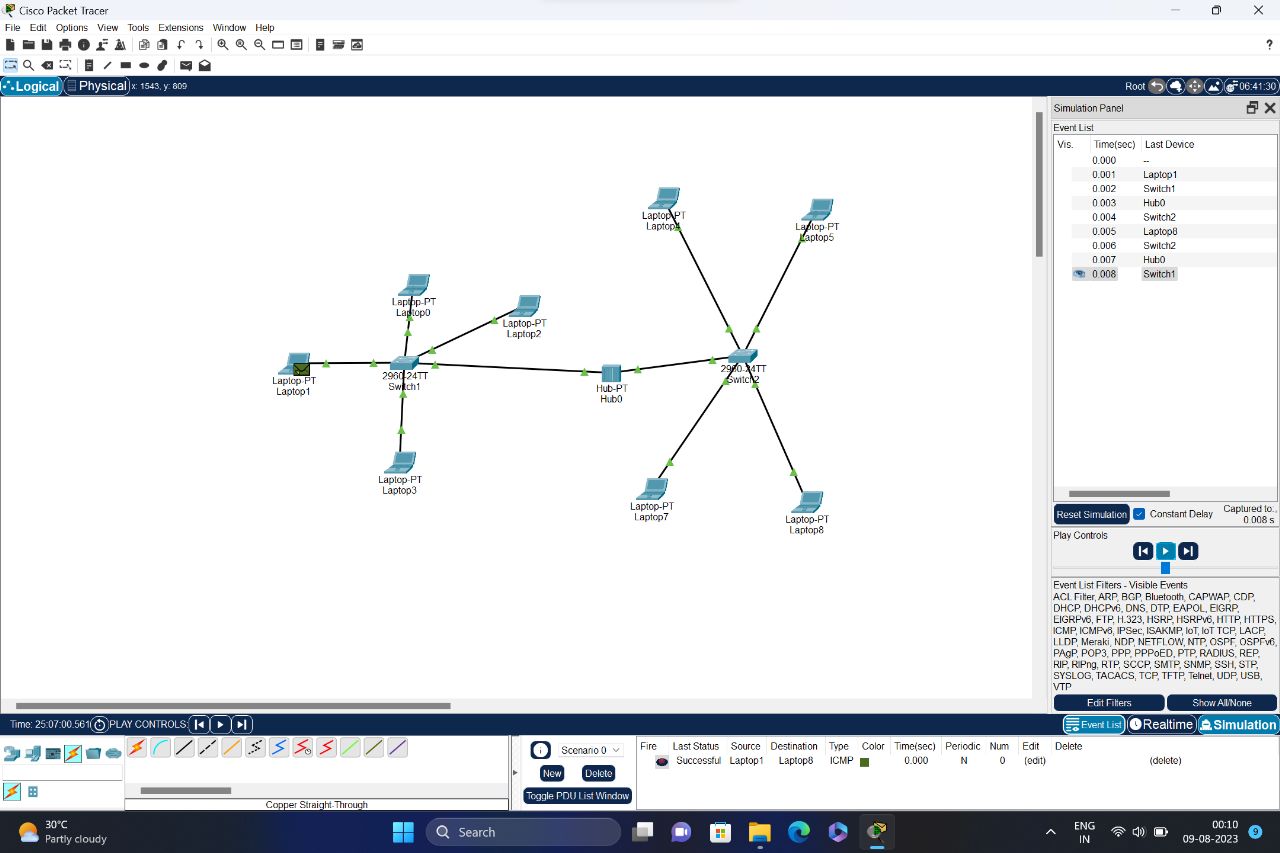 Cisco Packet Tracer
File Edit Options View Tools Extensions Window Help
?
Logical Physical x: 1543, y: 809
Root 06:41:30
Simulation Panel
Event List
Vis. Time(sec) Last Device
0.000 --
0.001 Laptop1
0.002 Switch1
0.003 Hub0
0.004 Switch2
0.005 Laptop8
0.006 Switch2
0.007 Hub0
0.008 Switch1
Reset Simulation Constant Delay Captured to:
0.008 s
Play Controls
Event List Filters - Visible Events
ACL Filter, ARP, BGP, Bluetooth, CAPWAP, CDP,
DHCP, DHCPv6, DNS, DTP, EAPOL, EIGRP,
EIGRPv6, FTP, H.323, HSRP, HSRPv6, HTTP, HTTPS,
ICMP, ICMPv6, IPSec, ISAKMP, IoT, IoT TCP, LACP,
LLDP, Meraki, NDP, NETFLOW, NTP, OSPF, OSPFv6,
PAgP, POP3, PPP, PPPoED, PTP, RADIUS, REP,
RIP, RIPng, RTP, SCCP, SMTP, SNMP, SSH, STP,
SYSLOG, TACACS, TCP, TFTP, Telnet, UDP, USB,
VTP
Edit Filters Show All/None
Laptop-PT
Laptop4
Laptop-PT
Laptop5
Laptop-PT
Laptop0
Laptop-PT
Laptop2
Laptop-PT
Laptop1
2960-24TT
Switch1
Hub-PT
Hub0
2960-24TT
Switch2
Laptop-PT
Laptop3
Laptop-PT
Laptop7
Laptop-PT
Laptop8
Time: 25:07:00.561 PLAY CONTROLS:
Event List Realtime Simulation
Copper Straight-Through
Scenario 0
New Delete
Toggle PDU List Window
Fire Last Status Source Destination Type Color Time(sec) Periodic Num Edit Delete
Successful Laptop1 Laptop8 ICMP 0.000 N 0 (edit) (delete)
30°C
Partly cloudy
Search
ENG
IN
00:10
09-08-2023
9